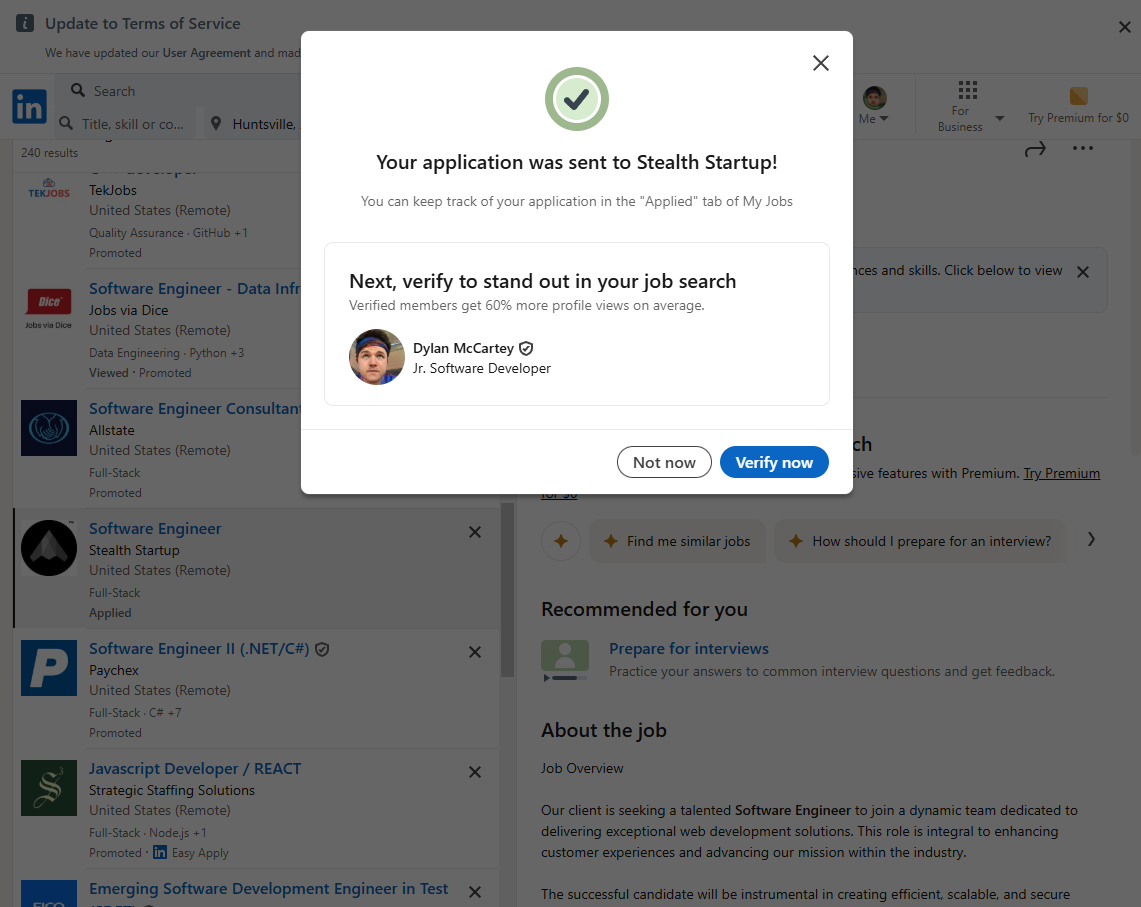 Update to Terms of Service
We have updated our User Agreement and mad
Search
Title, skill or co...
Huntsville,
Me
For
Business
Try Premium for $0
240 results
TEKJOBS
TekJobs
United States (Remote)
Quality Assurance · GitHub +1
Promoted
Dice
Jobs via Dice
Software Engineer - Data Infr
Jobs via Dice
United States (Remote)
Data Engineering · Python +3
Viewed · Promoted
Software Engineer Consultant
Allstate
United States (Remote)
Full-Stack
Promoted
Software Engineer
Stealth Startup
United States (Remote)
Full-Stack
Applied
Software Engineer II (.NET/C#)
Paychex
United States (Remote)
Full-Stack · C# +7
Promoted
Javascript Developer / REACT
Strategic Staffing Solutions
United States (Remote)
Full-Stack · Node.js +1
Promoted · in Easy Apply
Emerging Software Development Engineer in Test
Your application was sent to Stealth Startup!
You can keep track of your application in the "Applied" tab of My Jobs
Next, verify to stand out in your job search
Verified members get 60% more profile views on average.
Dylan McCartey
Jr. Software Developer
Not now
Verify now
nces and skills. Click below to view
ch
sive features with Premium. Try Premium
for $0
Find me similar jobs
How should I prepare for an interview?
Recommended for you
Prepare for interviews
Practice your answers to common interview questions and get feedback.
About the job
Job Overview
Our client is seeking a talented Software Engineer to join a dynamic team dedicated to
delivering exceptional web development solutions. This role is integral to enhancing
customer experiences and advancing our mission within the industry.
The successful candidate will be instrumental in creating efficient, scalable, and secure